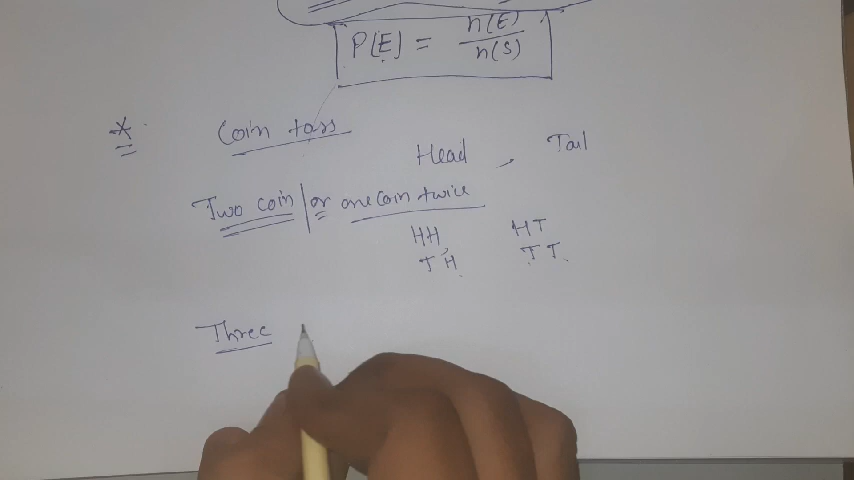 P(E) = n(E) / n(S)
* Coin toss
Head , Tail
Two coin | or one coin twice
HH HT
TH TT
Three